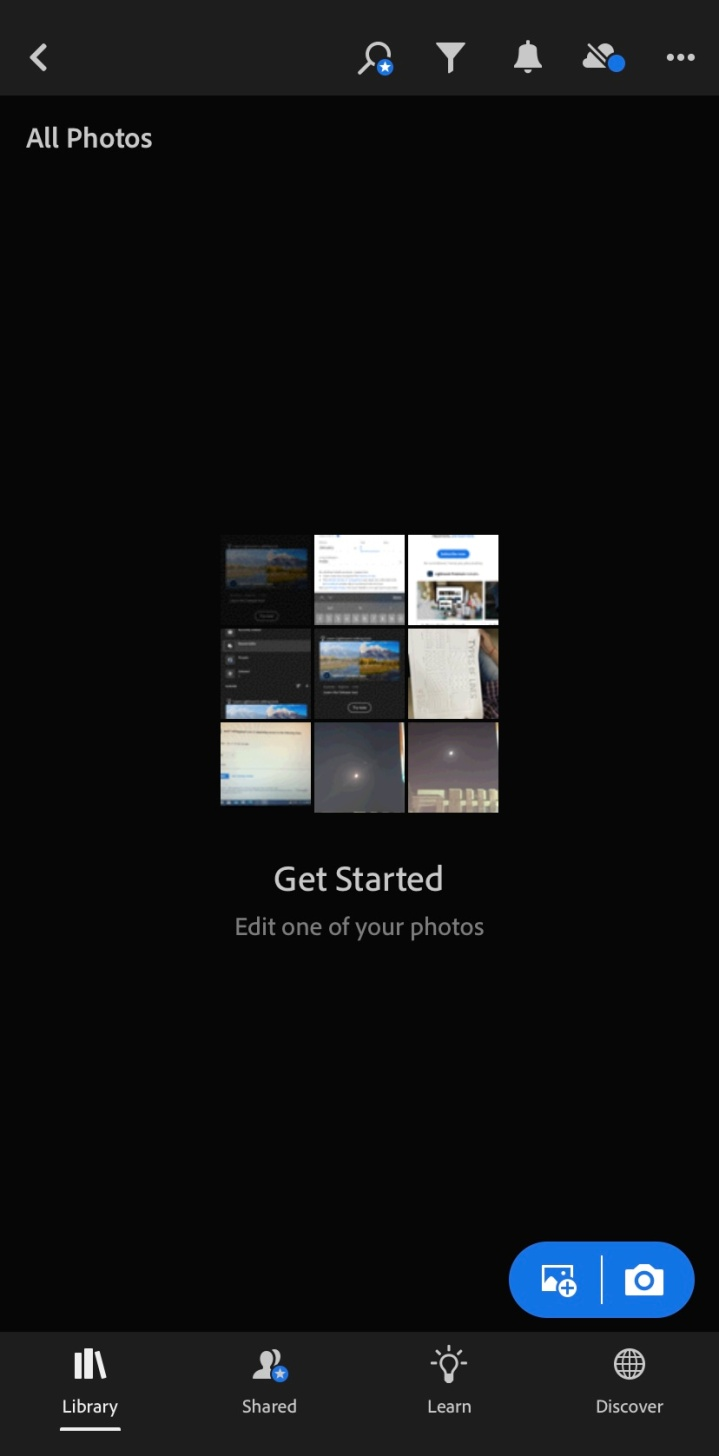 All Photos
Get Started
Edit one of your photos
Library
Shared
Learn
Discover